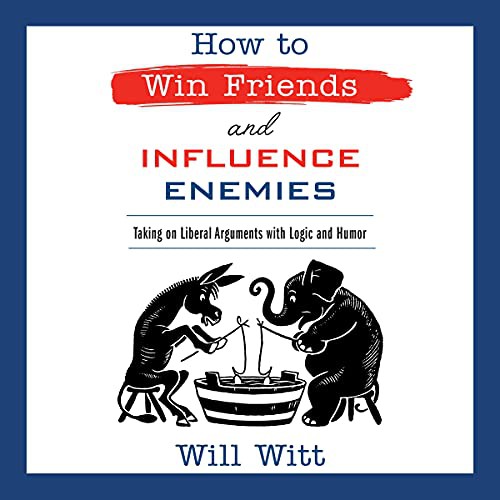 How to
Win Friends
and
INFLUENCE
ENEMIES
Taking on Liberal Arguments with Logic and Humor
Will Witt